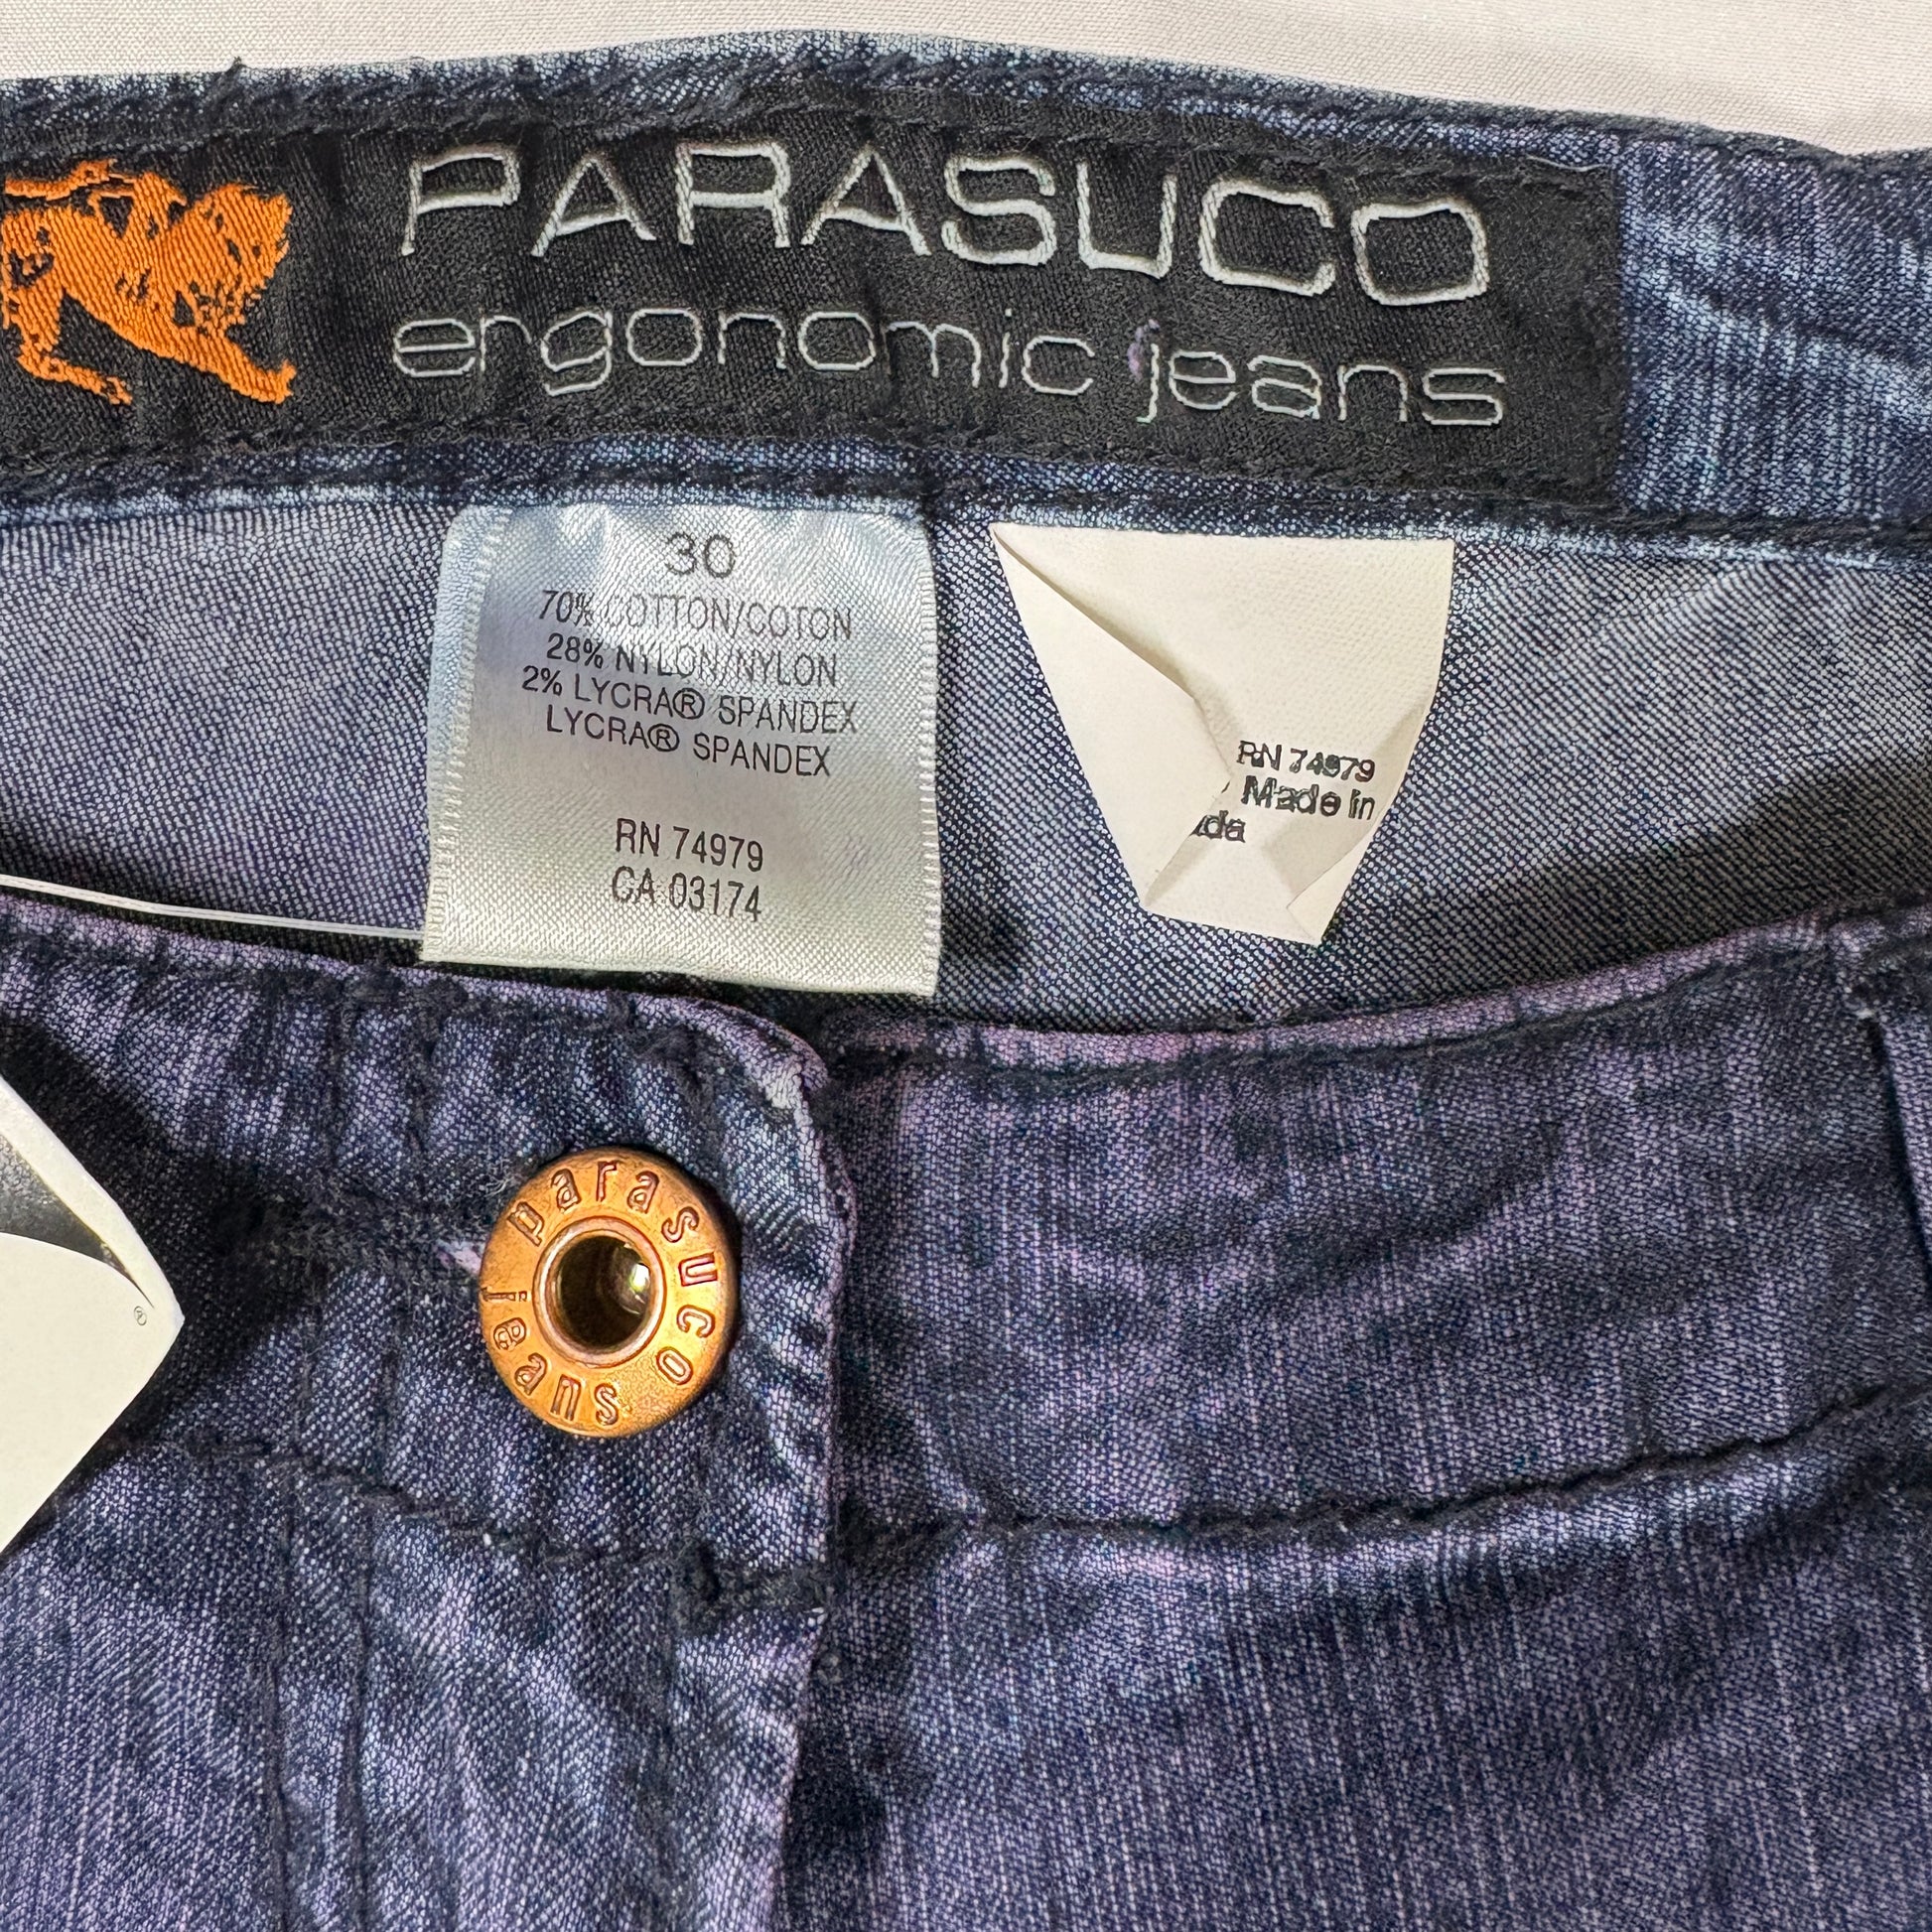 PARASUCO
ergonomic jeans
30
70% COTTON/COTON
28% NYLON/NYLON
2% LYCRA® SPANDEX
LYCRA® SPANDEX
RN 74979
CA 03174
RN 74979
Made in
da
parasuco
jeans
®